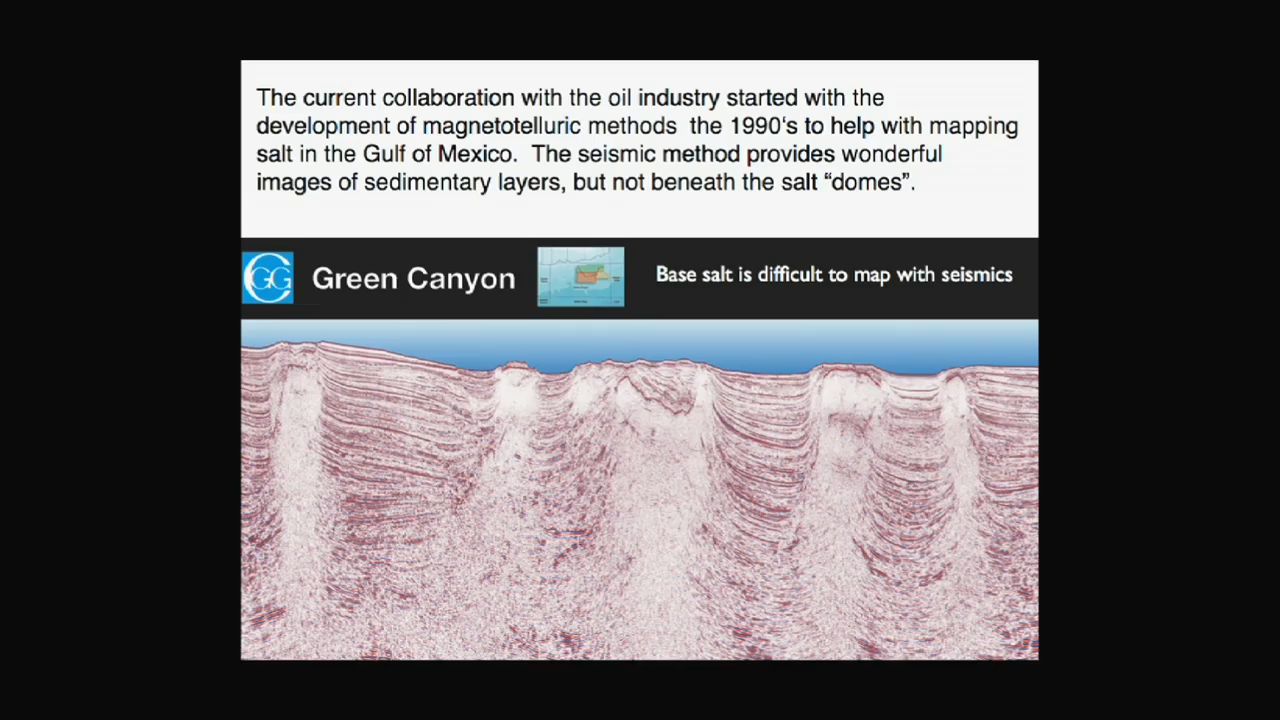 The current collaboration with the oil industry started with the
development of magnetotelluric methods  the 1990's to help with mapping
salt in the Gulf of Mexico.  The seismic method provides wonderful
images of sedimentary layers, but not beneath the salt “domes”.
CGG
Green Canyon
Base salt is difficult to map with seismics